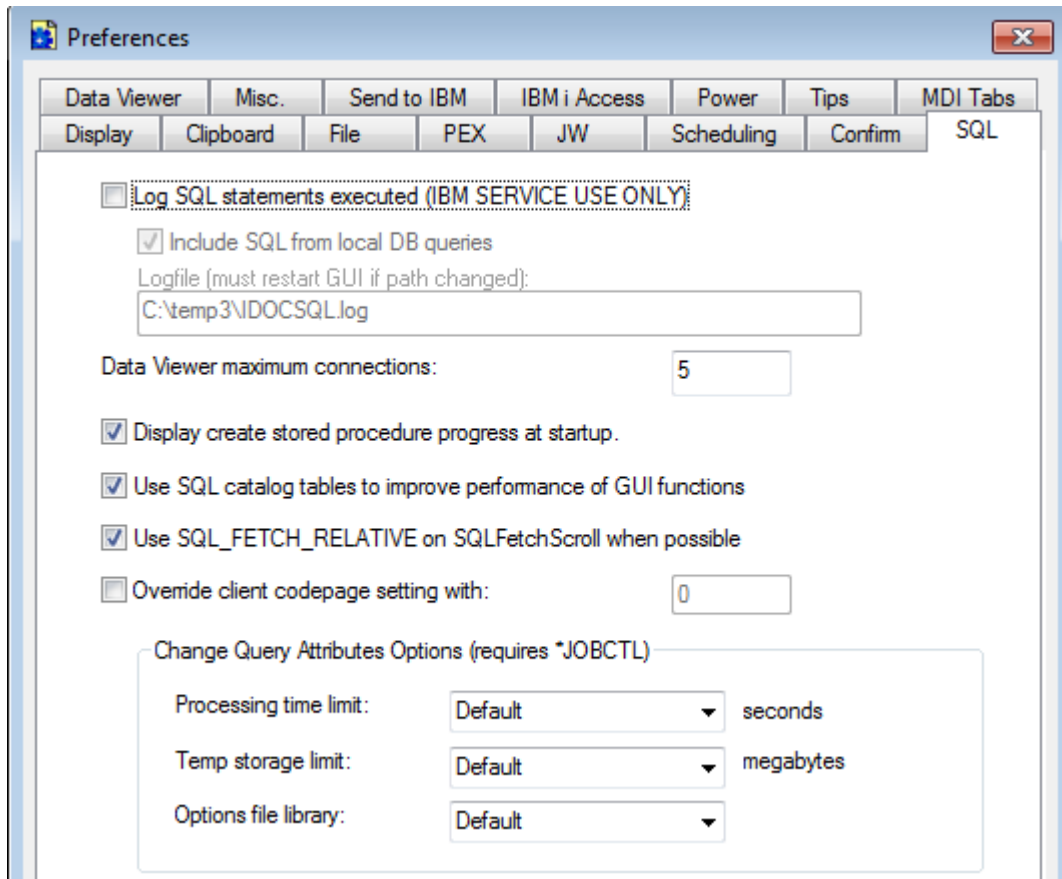 Preferences
Data Viewer Misc. Send to IBM IBM i Access Power Tips MDI Tabs
Display Clipboard File PEX JW Scheduling Confirm SQL
Log SQL statements executed (IBM SERVICE USE ONLY)
Include SQL from local DB queries
Logfile (must restart GUI if path changed):
C:\temp3\IDOCSQL.log
Data Viewer maximum connections: 5
Display create stored procedure progress at startup.
Use SQL catalog tables to improve performance of GUI functions
Use SQL_FETCH_RELATIVE on SQLFetchScroll when possible
Override client codepage setting with: 0
Change Query Attributes Options (requires *JOBCTL)
Processing time limit: Default seconds
Temp storage limit: Default megabytes
Options file library: Default